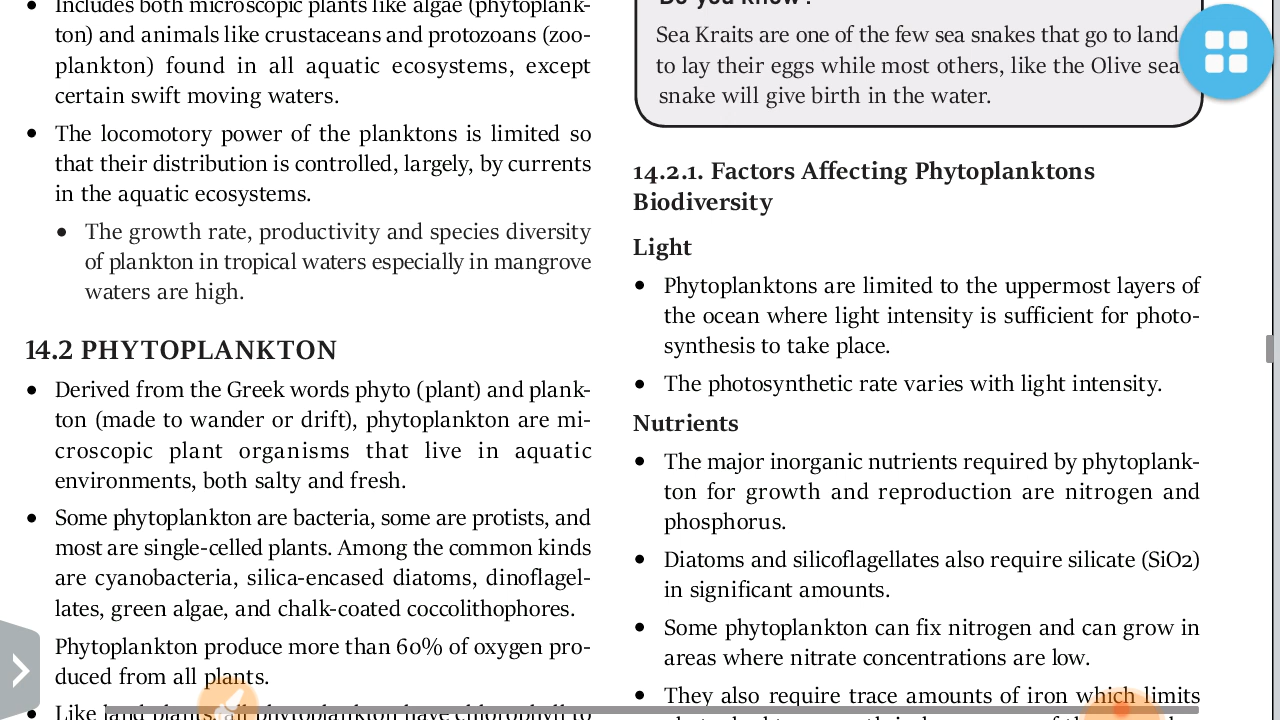 Includes both microscopic plants like algae (phytoplank-
ton) and animals like crustaceans and protozoans (zoo-
plankton) found in all aquatic ecosystems, except
certain swift moving waters.
The locomotory power of the planktons is limited so
that their distribution is controlled, largely, by currents
in the aquatic ecosystems.
The growth rate, productivity and species diversity
of plankton in tropical waters especially in mangrove
waters are high.
14.2 PHYTOPLANKTON
Derived from the Greek words phyto (plant) and plank-
ton (made to wander or drift), phytoplankton are mi-
croscopic plant organisms that live in aquatic
environments, both salty and fresh.
Some phytoplankton are bacteria, some are protists, and
most are single-celled plants. Among the common kinds
are cyanobacteria, silica-encased diatoms, dinoflagel-
lates, green algae, and chalk-coated coccolithophores.
Phytoplankton produce more than 60% of oxygen pro-
duced from all plants.
Like land plants, all phytoplankton have chlorophyll to
Do you know?
Sea Kraits are one of the few sea snakes that go to land
to lay their eggs while most others, like the Olive sea
snake will give birth in the water.
14.2.1. Factors Affecting Phytoplanktons
Biodiversity
Light
Phytoplanktons are limited to the uppermost layers of
the ocean where light intensity is sufficient for photo-
synthesis to take place.
The photosynthetic rate varies with light intensity.
Nutrients
The major inorganic nutrients required by phytoplank-
ton for growth and reproduction are nitrogen and
phosphorus.
Diatoms and silicoflagellates also require silicate (SiO2)
in significant amounts.
Some phytoplankton can fix nitrogen and can grow in
areas where nitrate concentrations are low.
They also require trace amounts of iron which limits